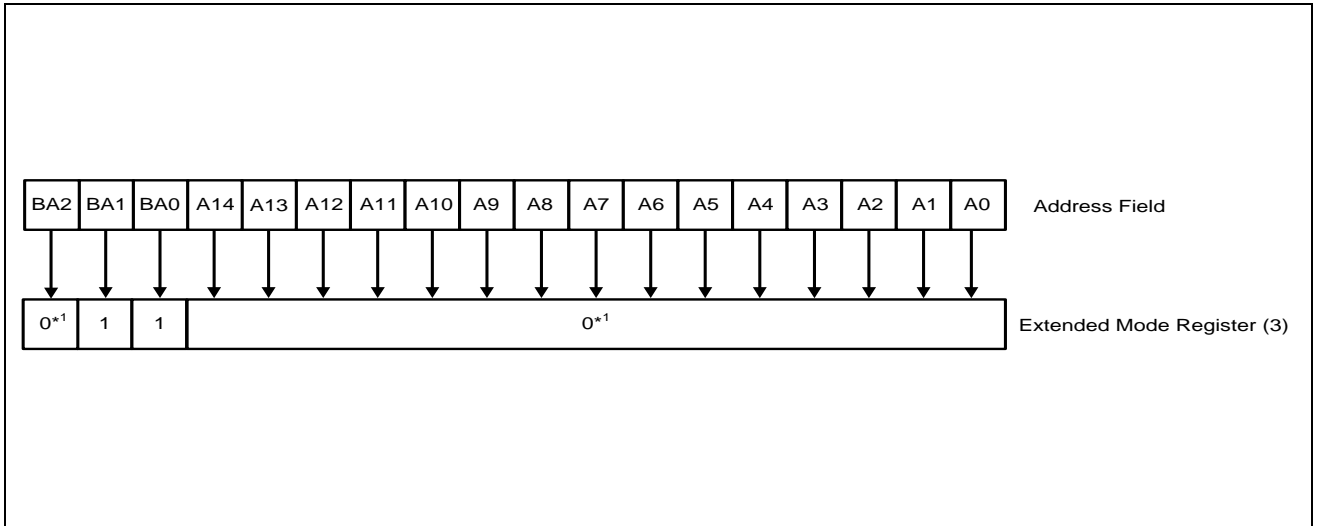 BA2 BA1 BA0 A14 A13 A12 A11 A10 A9 A8 A7 A6 A5 A4 A3 A2 A1 A0 Address Field
0*1 1 1 0*1 Extended Mode Register (3)